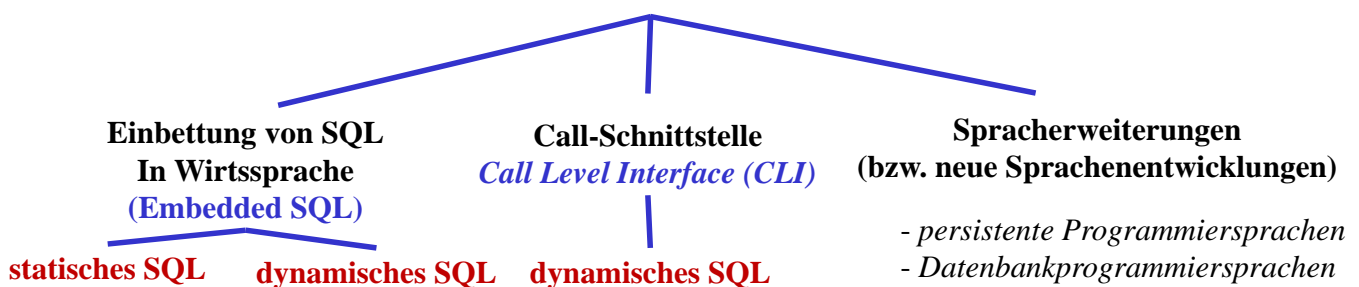 Einbettung von SQL
In Wirtssprache
(Embedded SQL)
statisches SQL
dynamisches SQL
Call-Schnittstelle
Call Level Interface (CLI)
dynamisches SQL
Spracherweiterungen
(bzw. neue Sprachenentwicklungen)
- persistente Programmiersprachen
- Datenbankprogrammiersprachen